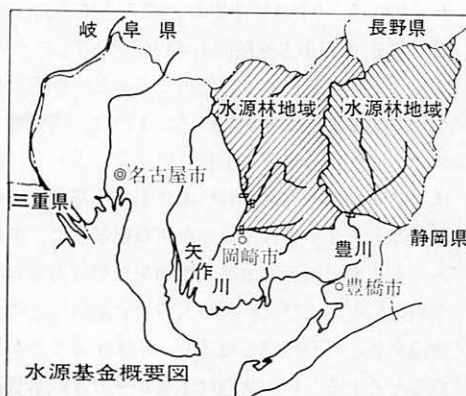 岐阜県
長野県
水源林地域
水源林地域
◎名古屋市
三重県
静岡県
○岡崎市
豊川
矢作川
○豊橋市
水源基金概要図